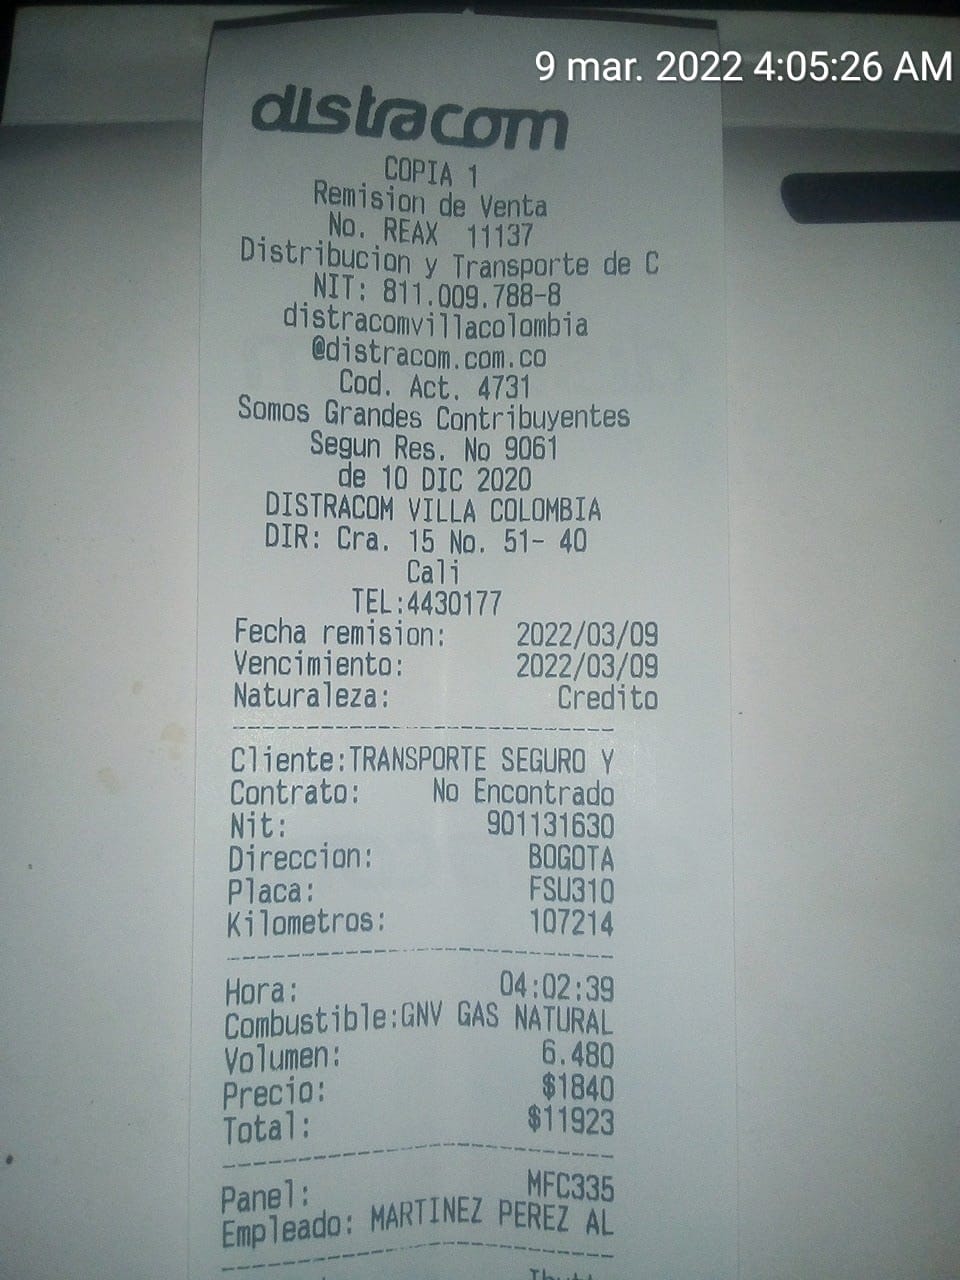 9 mar. 2022 4:05:26 AM
distracom
COPIA 1
Remision de Venta
No. REAX 11137
Distribucion y Transporte de C
NIT: 811.009.788-8
distracomvillacolombia
@distracom.com.co
Cod. Act. 4731
Somos Grandes Contribuyentes
Segun Res. No 9061
de 10 DIC 2020
DISTRACOM VILLA COLOMBIA
DIR: Cra. 15 No. 51- 40
Cali
TEL:4430177
Fecha remision: 2022/03/09
Vencimiento: 2022/03/09
Naturaleza: Credito
Cliente:TRANSPORTE SEGURO Y
Contrato: No Encontrado
Nit: 901131630
Direccion: BOGOTA
Placa: FSU310
Kilometros: 107214
Hora: 04:02:39
Combustible:GNV GAS NATURAL
Volumen: 6.480
Precio: $1840
Total: $11923
Panel: MFC335
Empleado: MARTINEZ PEREZ AL